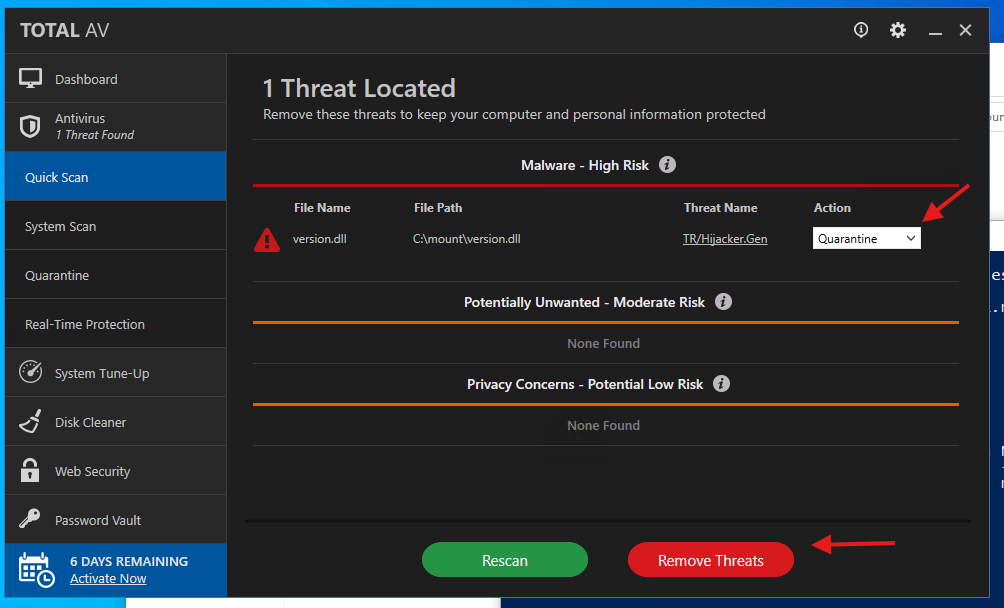 TOTAL AV
Dashboard
Antivirus
1 Threat Found
Quick Scan
System Scan
Quarantine
Real-Time Protection
System Tune-Up
Disk Cleaner
Web Security
Password Vault
6 DAYS REMAINING
Activate Now
1 Threat Located
Remove these threats to keep your computer and personal information protected
Malware - High Risk
File Name File Path Threat Name Action
version.dll C:\mount\version.dll TR/Hijacker.Gen Quarantine
Potentially Unwanted - Moderate Risk
None Found
Privacy Concerns - Potential Low Risk
None Found
Rescan Remove Threats